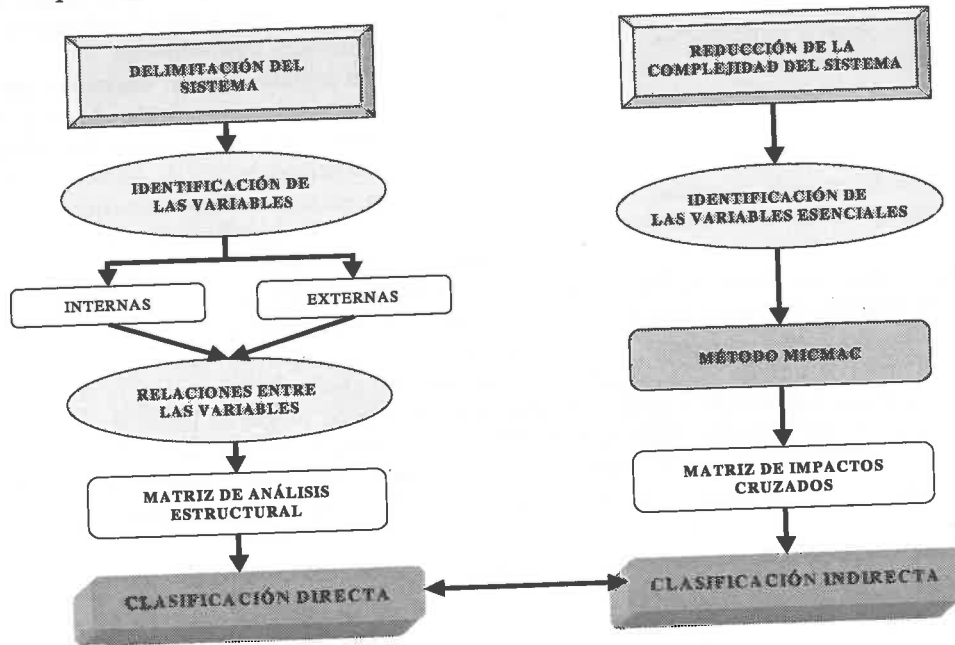 DELIMITACIÓN DEL
SISTEMA
IDENTIFICACIÓN DE
LAS VARIABLES
INTERNAS
EXTERNAS
RELACIONES ENTRE
LAS VARIABLES
MATRIZ DE ANÁLISIS
ESTRUCTURAL
CLASIFICACIÓN DIRECTA
REDUCCIÓN DE LA
COMPLEJIDAD DEL SISTEMA
IDENTIFICACIÓN DE
LAS VARIABLES ESENCIALES
MÉTODO MICMAC
MATRIZ DE IMPACTOS
CRUZADOS
CLASIFICACIÓN INDIRECTA